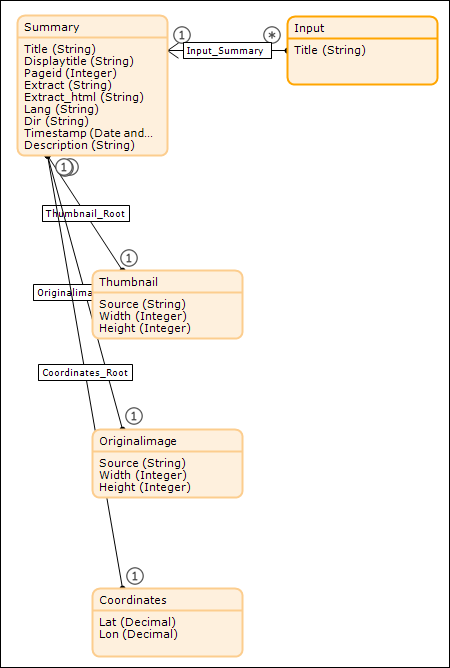 Summary
Title (String)
Displaytitle (String)
Pageid (Integer)
Extract (String)
Extract_html (String)
Lang (String)
Dir (String)
Timestamp (Date and...
Description (String)
1
Input_Summary
*
Input
Title (String)
1
Thumbnail_Root
1
Thumbnail
Source (String)
Width (Integer)
Height (Integer)
Coordinates_Root
1
Originalimage
Source (String)
Width (Integer)
Height (Integer)
1
Coordinates
Lat (Decimal)
Lon (Decimal)